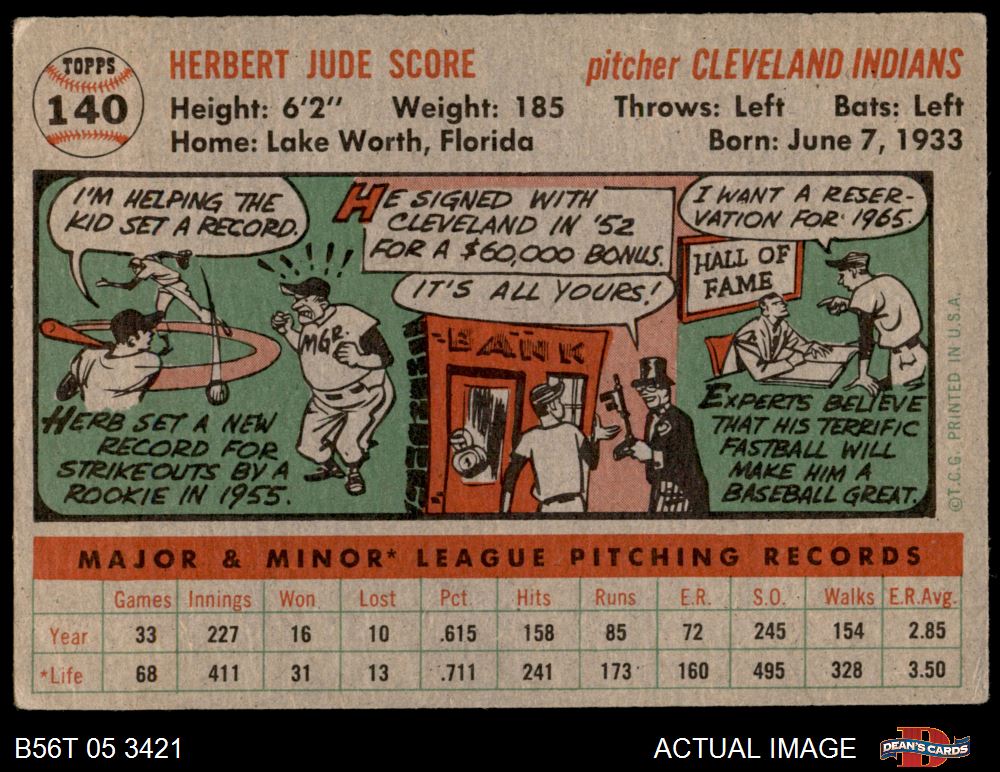 TOPPS
140
HERBERT JUDE SCORE
pitcher CLEVELAND INDIANS
Height: 6'2" Weight: 185 Throws: Left Bats: Left
Home: Lake Worth, Florida Born: June 7, 1933
I'M HELPING THE
KID SET A RECORD.
MGR.
HERB SET A NEW
RECORD FOR
STRIKEOUTS BY A
ROOKIE IN 1955.
HE SIGNED WITH
CLEVELAND IN '52
FOR A $60,000 BONUS.
IT'S ALL YOURS!
BANK
I WANT A RESER-
VATION FOR 1965.
HALL OF
FAME
EXPERTS BELIEVE
THAT HIS TERRIFIC
FASTBALL WILL
MAKE HIM A
BASEBALL GREAT.
©T.C.G. PRINTED IN U.S.A.
MAJOR & MINOR* LEAGUE PITCHING RECORDS
Games Innings Won Lost Pct. Hits Runs E.R. S.O. Walks E.R.Avg.
Year 33 227 16 10 .615 158 85 72 245 154 2.85
*Life 68 411 31 13 .711 241 173 160 495 328 3.50
B56T 05 3421
ACTUAL IMAGE
D
DEAN'S CARDS